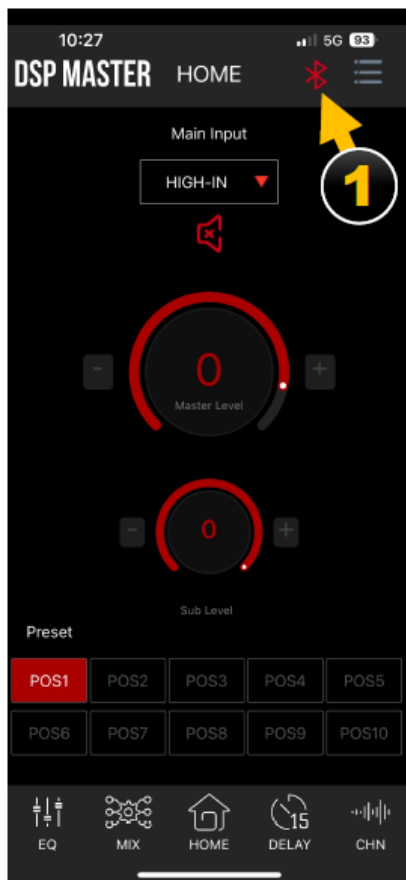 10:27 5G 93
DSP MASTER HOME
1
Main Input
HIGH-IN
0
Master Level
- +
0
- +
Sub Level
Preset
POS1 POS2 POS3 POS4 POS5
POS6 POS7 POS8 POS9 POS10
15
EQ MIX HOME DELAY CHN